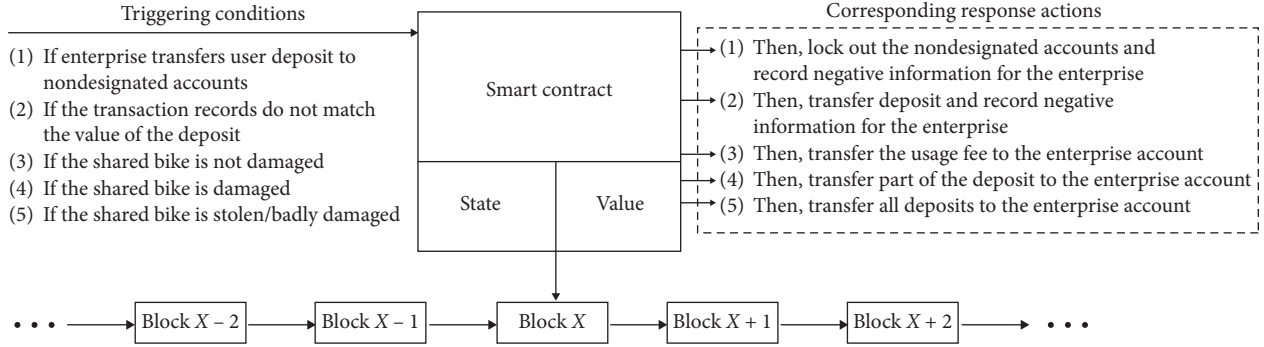 Triggering conditions
(1) If enterprise transfers user deposit to
nondesignated accounts
(2) If the transaction records do not match
the value of the deposit
(3) If the shared bike is not damaged
(4) If the shared bike is damaged
(5) If the shared bike is stolen/badly damaged
Smart contract
State
Value
Corresponding response actions
(1) Then, lock out the nondesignated accounts and
record negative information for the enterprise
(2) Then, transfer deposit and record negative
information for the enterprise
(3) Then, transfer the usage fee to the enterprise account
(4) Then, transfer part of the deposit to the enterprise account
(5) Then, transfer all deposits to the enterprise account
Block X – 2
Block X – 1
Block X
Block X + 1
Block X + 2